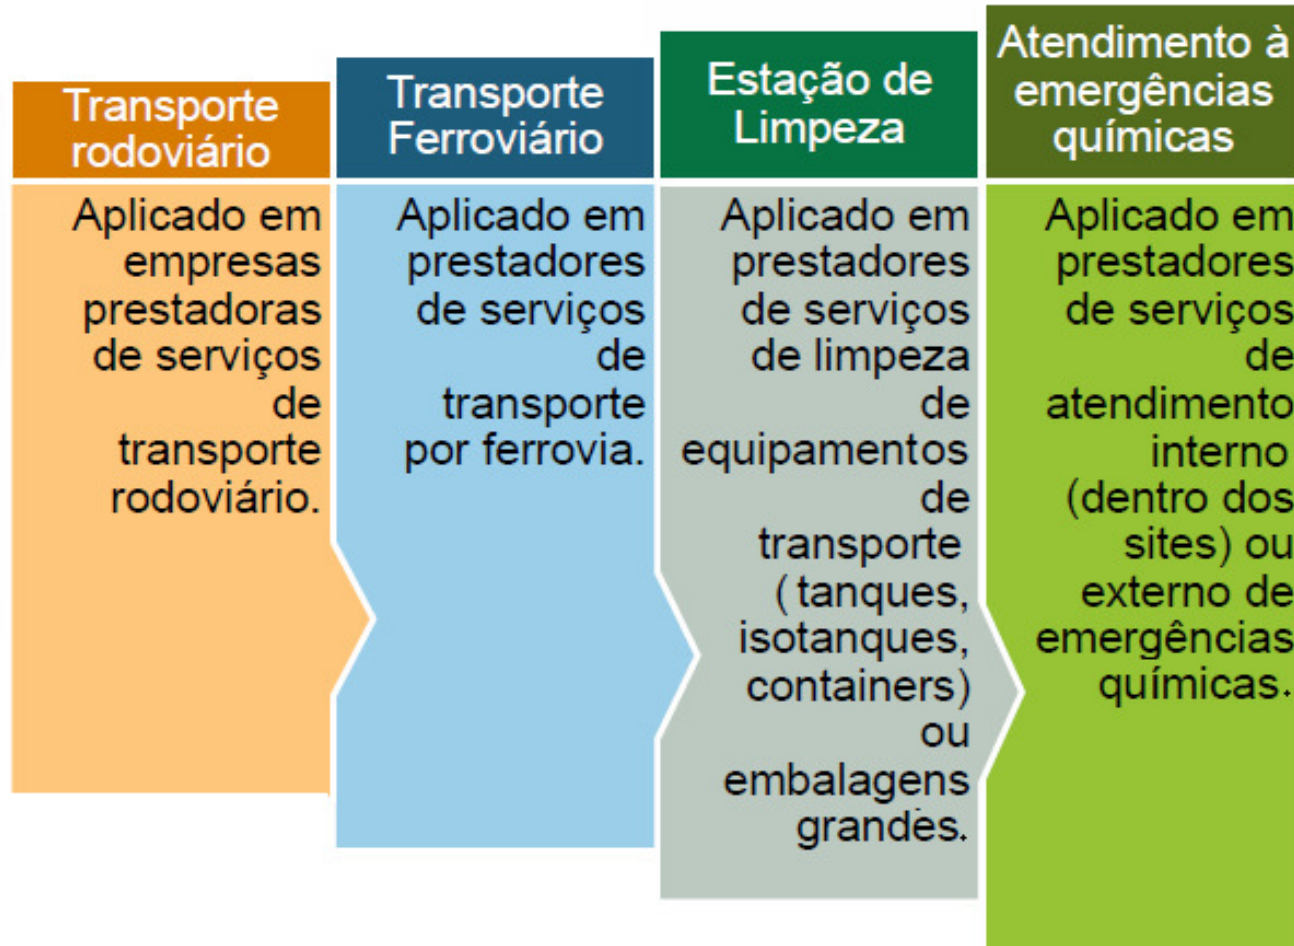 Transporte
rodoviário
Aplicado em
empresas
prestadoras
de serviços
de
transporte
rodoviário.
Transporte
Ferroviário
Aplicado em
prestadores
de serviços
de
transporte
por ferrovia.
Estação de
Limpeza
Aplicado em
prestadores
de serviços
de limpeza
de
equipamentos
de
transporte
( tanques,
isotanques,
containers)
ou
embalagens
grandes.
Atendimento à
emergências
químicas
Aplicado em
prestadores
de serviços
de
atendimento
interno
(dentro dos
sites) ou
externo de
emergências
químicas.